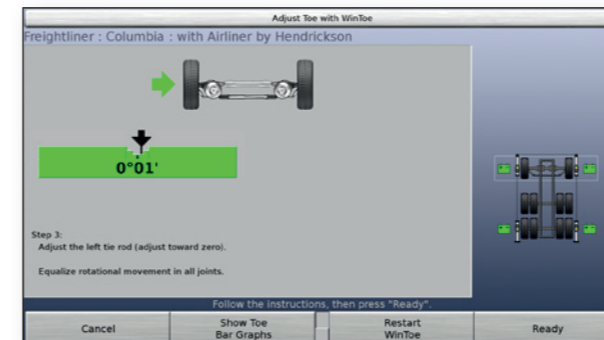 Adjust Toe with WinToe
Freightliner : Columbia : with Airliner by Hendrickson
0°01'
Step 3:
Adjust the left tie rod (adjust toward zero).
Equalize rotational movement in all joints.
Follow the instructions, then press "Ready".
Cancel
Show Toe
Bar Graphs
Restart
WinToe
Ready